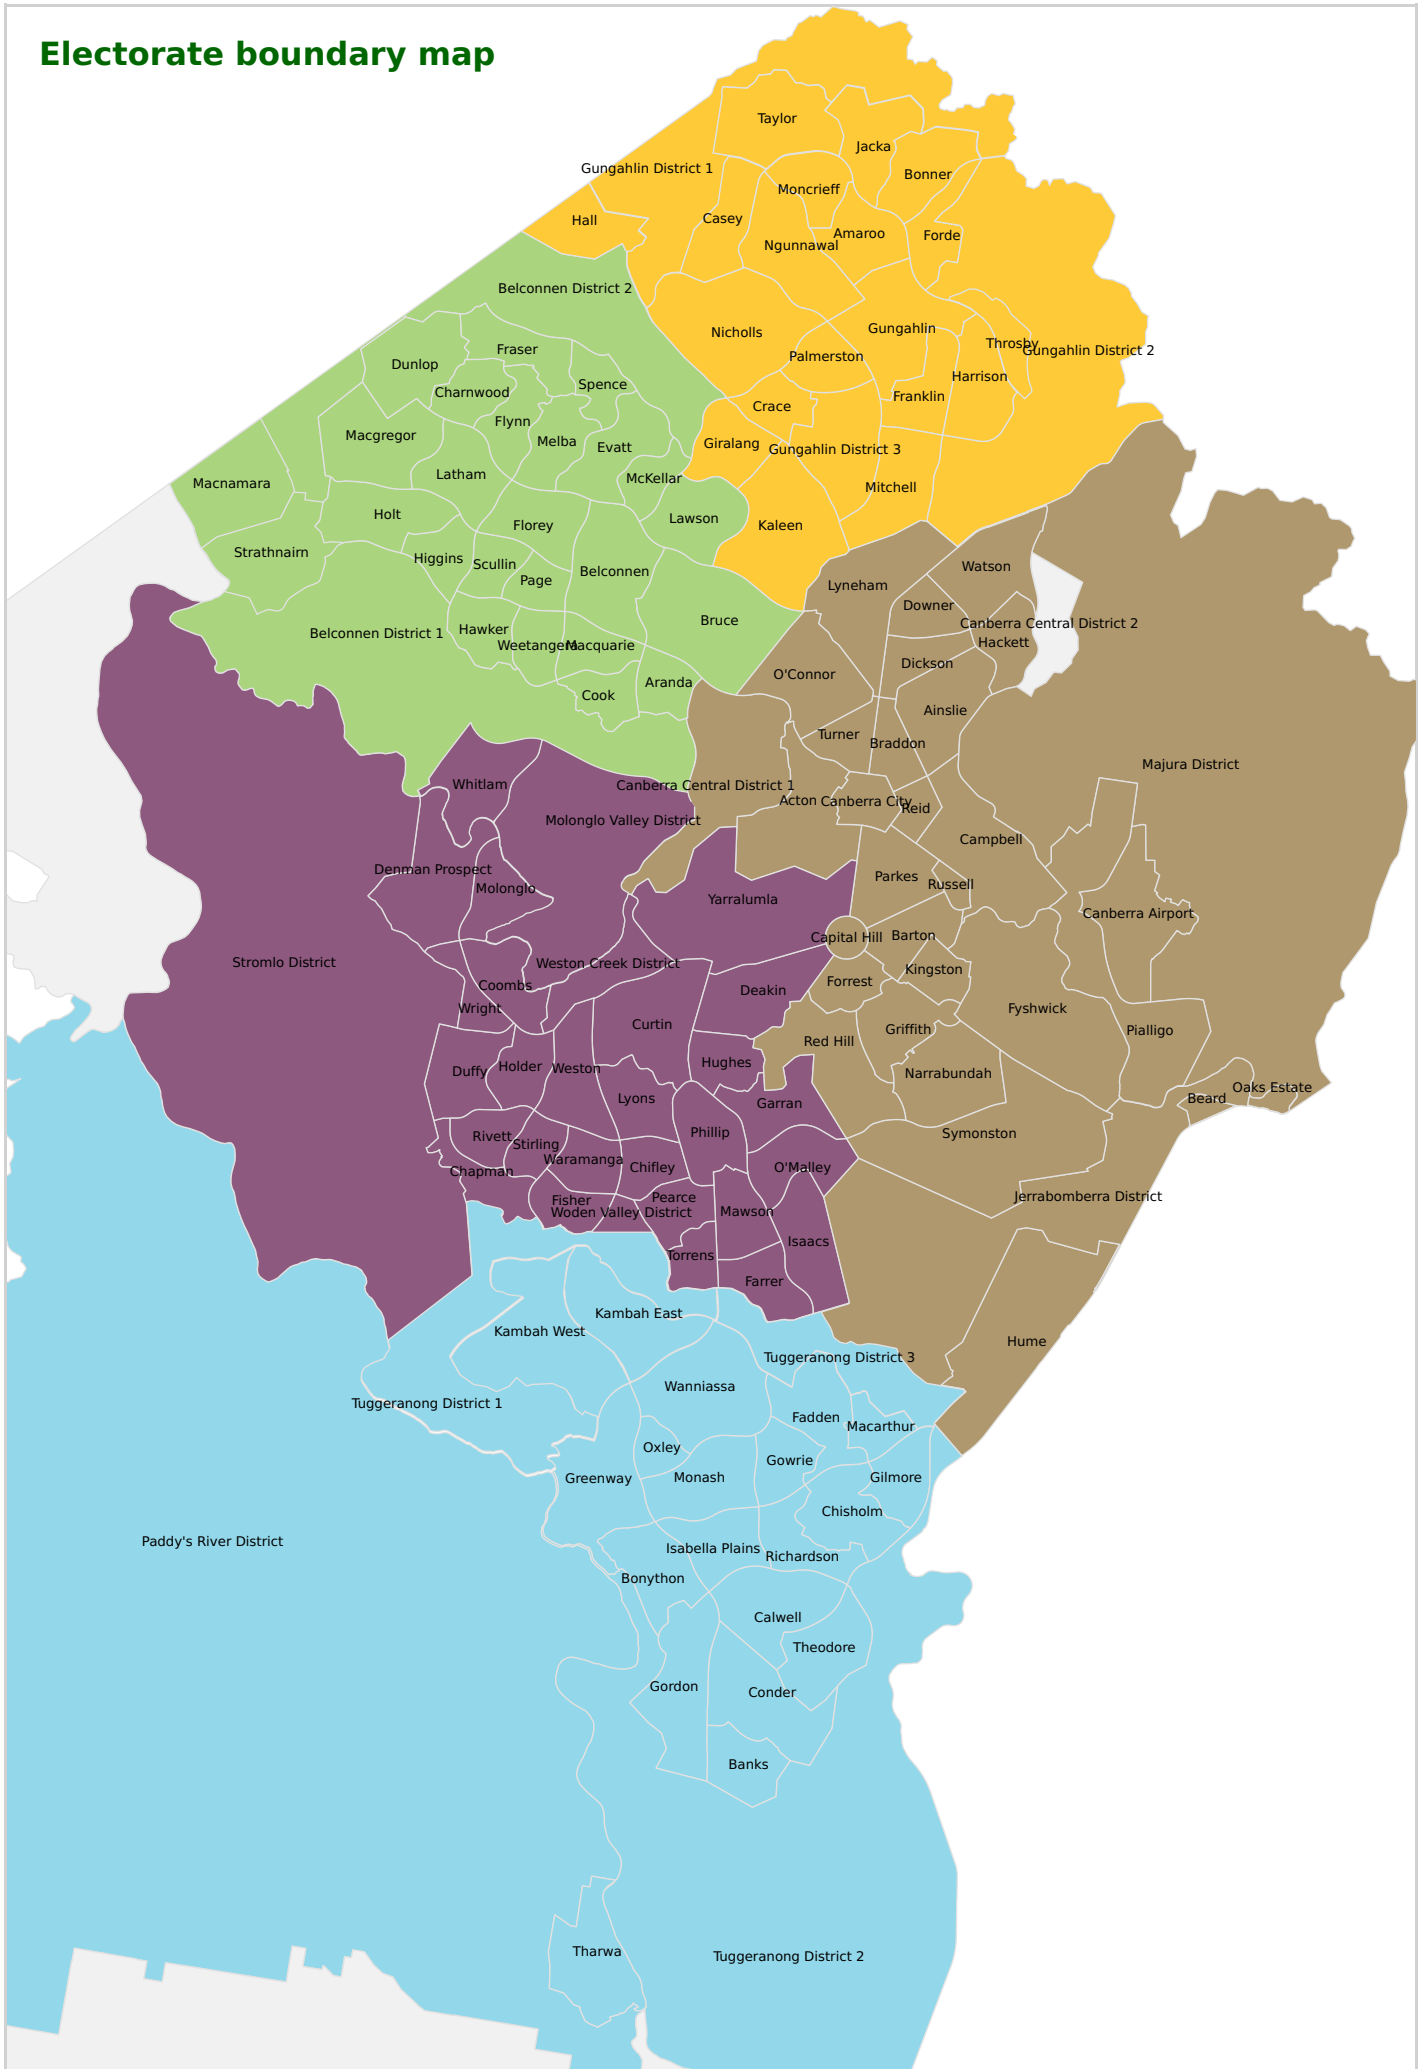 Electorate boundary map
Taylor
Jacka
Gungahlin District 1
Bonner
Moncrieff
Hall
Casey
Amaroo
Forde
Ngunnawal
Belconnen District 2
Nicholls
Gungahlin
Throsby
Gungahlin District 2
Fraser
Palmerston
Dunlop
Harrison
Spence
Charnwood
Franklin
Crace
Flynn
Macgregor
Melba
Giralang
Evatt
Gungahlin District 3
Latham
McKellar
Macnamara
Mitchell
Holt
Lawson
Florey
Kaleen
Strathnairn
Higgins
Scullin
Watson
Belconnen
Page
Lyneham
Downer
Bruce
Canberra Central District 2
Hawker
Belconnen District 1
Hackett
Weetangera
Macquarie
Dickson
O'Connor
Aranda
Cook
Ainslie
Turner
Braddon
Majura District
Whitlam
Canberra Central District 1
Acton
Canberra City
Reid
Molonglo Valley District
Campbell
Denman Prospect
Parkes
Russell
Molonglo
Yarralumla
Canberra Airport
Capital Hill
Barton
Stromlo District
Weston Creek District
Kingston
Forrest
Coombs
Deakin
Wright
Fyshwick
Curtin
Griffith
Pialligo
Red Hill
Hughes
Holder
Weston
Duffy
Narrabundah
Oaks Estate
Lyons
Beard
Garran
Phillip
Symonston
Rivett
Stirling
Waramanga
Chifley
O'Malley
Chapman
Pearce
Jerrabomberra District
Fisher
Woden Valley District
Mawson
Isaacs
Torrens
Farrer
Kambah East
Kambah West
Hume
Tuggeranong District 3
Wanniassa
Tuggeranong District 1
Fadden
Macarthur
Oxley
Gowrie
Greenway
Monash
Gilmore
Chisholm
Paddy's River District
Isabella Plains
Richardson
Bonython
Calwell
Theodore
Gordon
Conder
Banks
Tharwa
Tuggeranong District 2